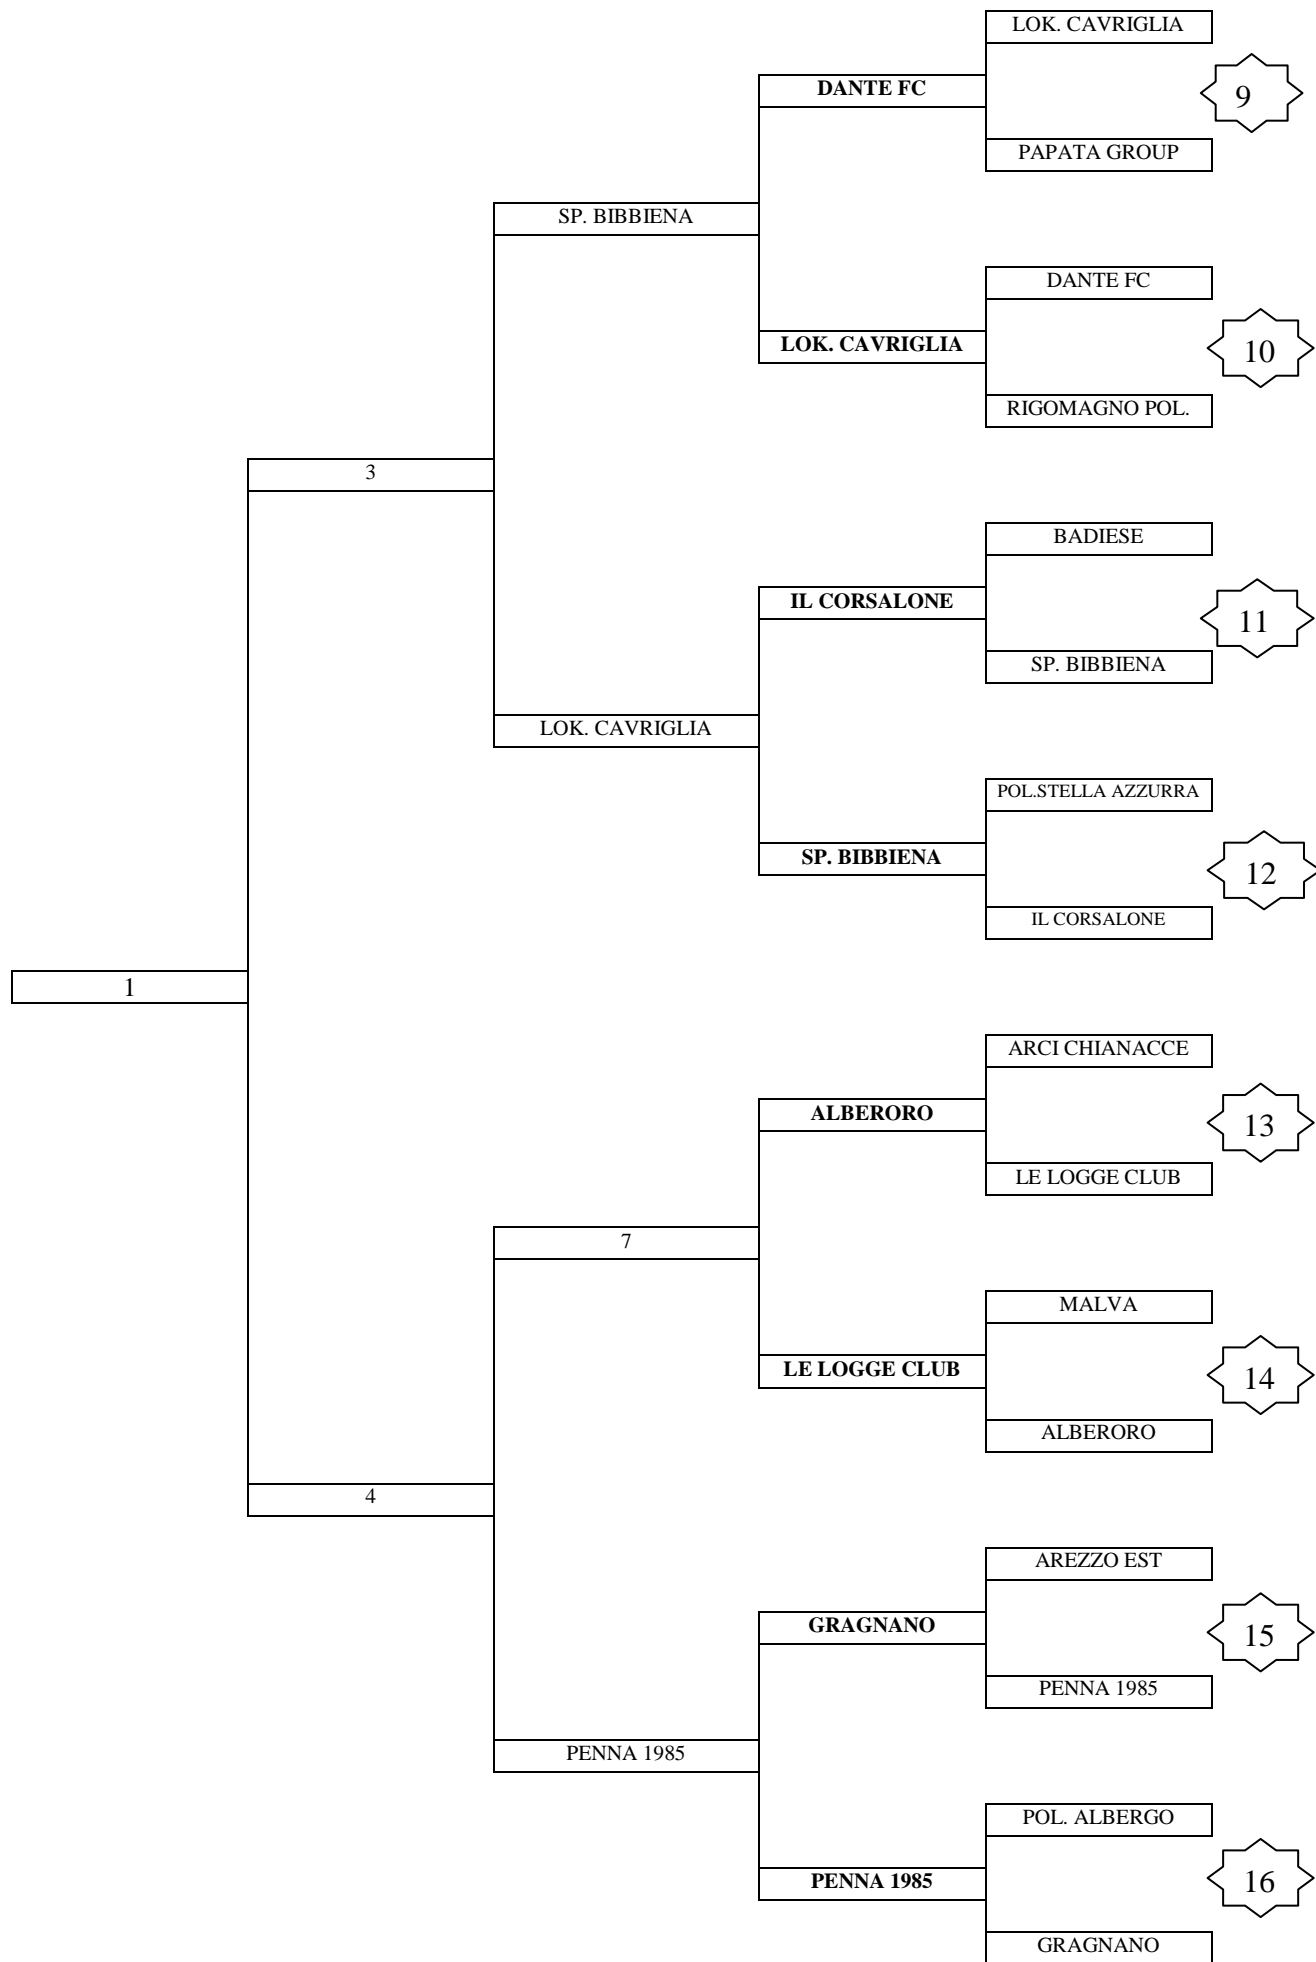 LOK. CAVRIGLIA
DANTE FC
9
PAPATA GROUP
SP. BIBBIENA
DANTE FC
LOK. CAVRIGLIA
10
RIGOMAGNO POL.
3
BADIESE
IL CORSALONE
11
SP. BIBBIENA
LOK. CAVRIGLIA
POL.STELLA AZZURRA
SP. BIBBIENA
12
IL CORSALONE
1
ARCI CHIANACCE
ALBERORO
13
LE LOGGE CLUB
7
MALVA
LE LOGGE CLUB
14
ALBERORO
4
AREZZO EST
GRAGNANO
15
PENNA 1985
PENNA 1985
POL. ALBERGO
PENNA 1985
16
GRAGNANO